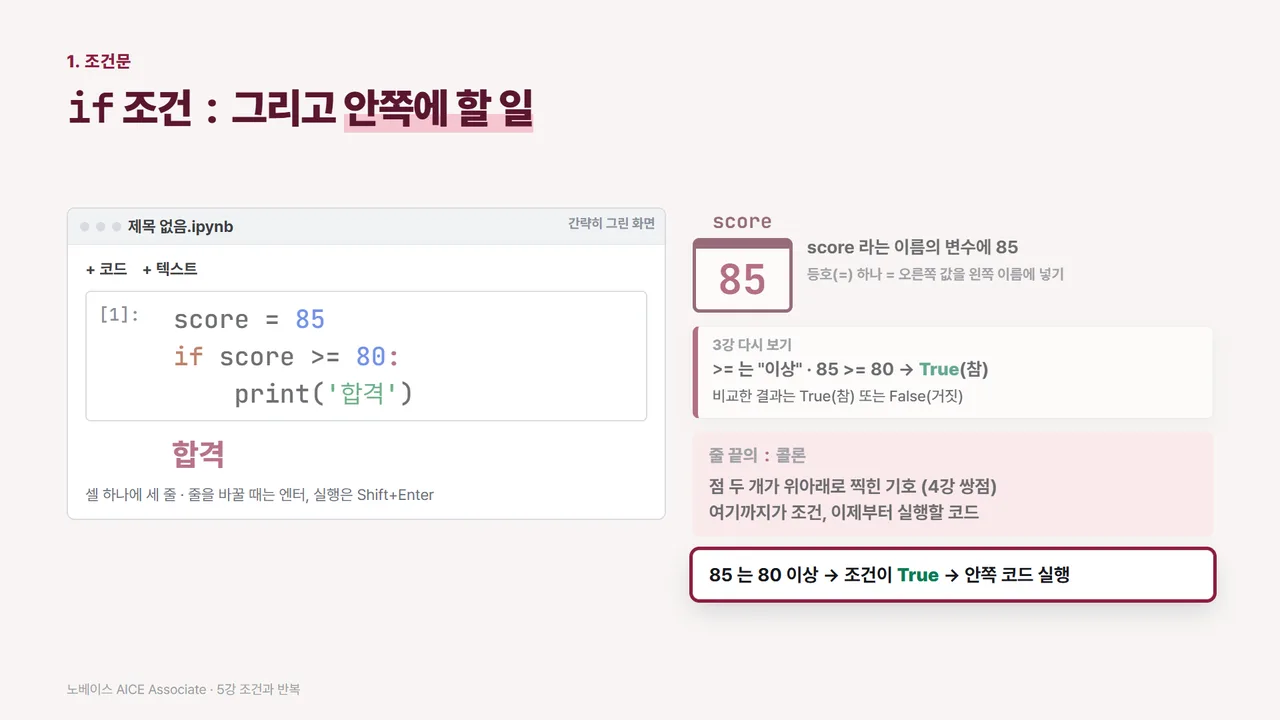 1. 조건문
if 조건 : 그리고 안쪽에 할 일
제목 없음.ipynb
간략히 그린 화면
+ 코드 + 텍스트
[1]: score = 85
if score >= 80:
print('합격')
합격
셀 하나에 세 줄 · 줄을 바꿀 때는 엔터, 실행은 Shift+Enter
score
85
score 라는 이름의 변수에 85
등호(=) 하나 = 오른쪽 값을 왼쪽 이름에 넣기
3강 다시 보기
>= 는 "이상" · 85 >= 80 → True(참)
비교한 결과는 True(참) 또는 False(거짓)
줄 끝의 : 콜론
점 두 개가 위아래로 찍힌 기호 (4강 쌍점)
여기까지가 조건, 이제부터 실행할 코드
85 는 80 이상 → 조건이 True → 안쪽 코드 실행
노베이스 AICE Associate · 5강 조건과 반복